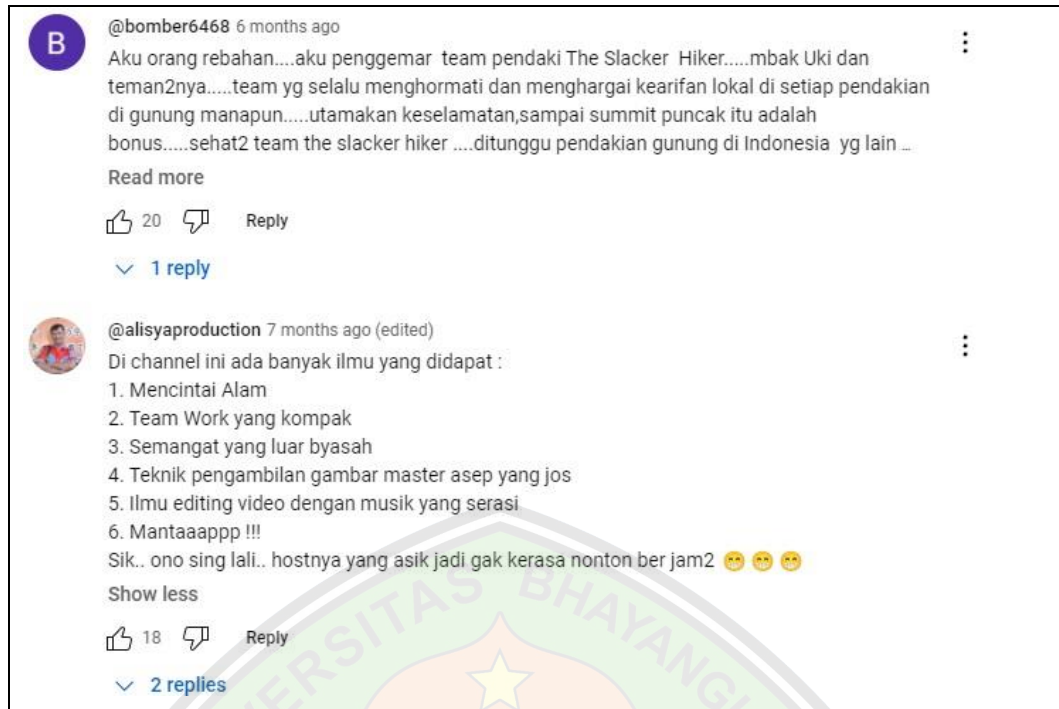 B
@bomber6468 6 months ago
Aku orang rebahan....aku penggemar team pendaki The Slacker Hiker.....mbak Uki dan
teman2nya.....team yg selalu menghormati dan menghargai kearifan lokal di setiap pendakian
di gunung manapun.....utamakan keselamatan,sampai summit puncak itu adalah
bonus.....sehat2 team the slacker hiker ....ditunggu pendakian gunung di Indonesia yg lain ...
Read more
20 Reply
1 reply
@alisyaproduction 7 months ago (edited)
Di channel ini ada banyak ilmu yang didapat :
1. Mencintai Alam
2. Team Work yang kompak
3. Semangat yang luar byasah
4. Teknik pengambilan gambar master asep yang jos
5. Ilmu editing video dengan musik yang serasi
6. Mantaaappp !!!
Sik.. ono sing lali.. hostnya yang asik jadi gak kerasa nonton ber jam2 😁 😁 😁
Show less
18 Reply
2 replies